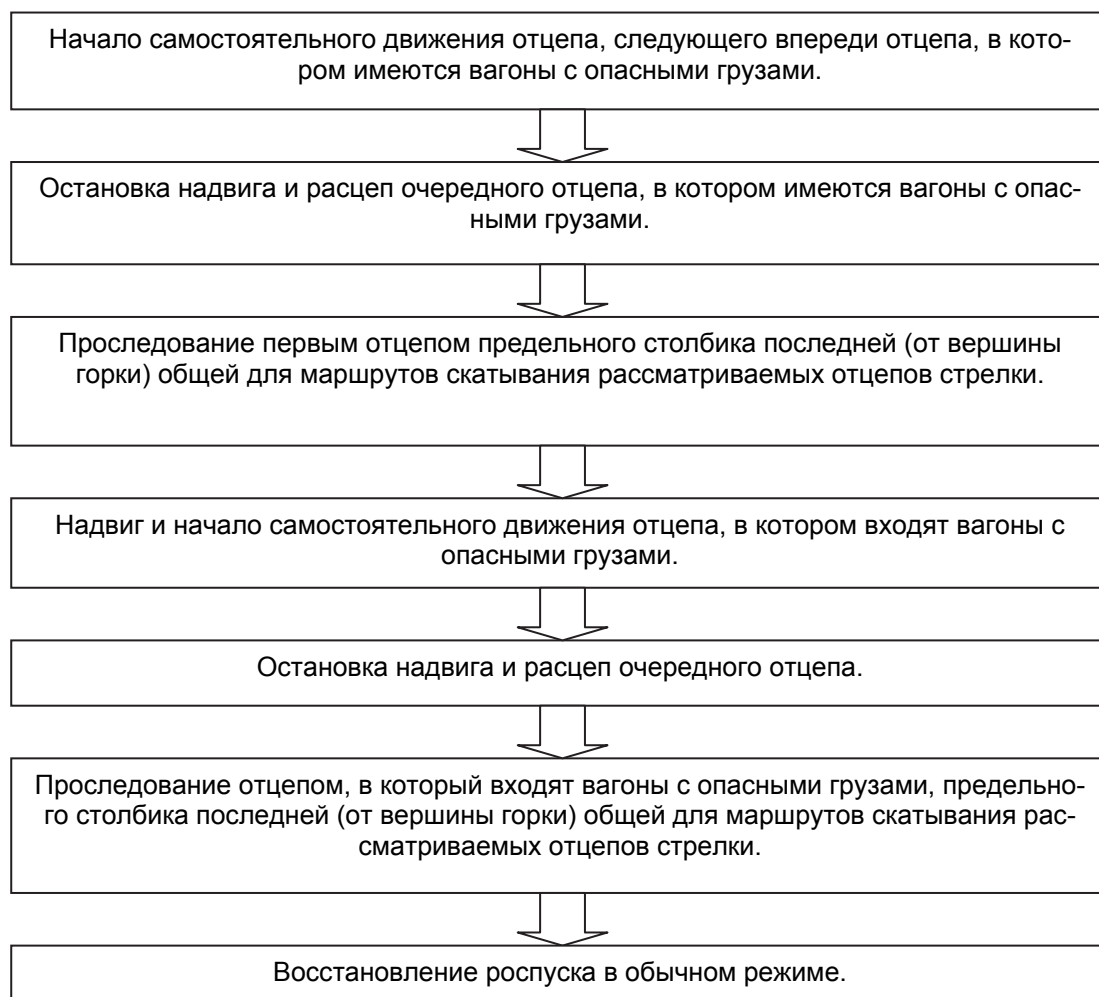 Начало самостоятельного движения отцепа, следующего впереди отцепа, в кото-
ром имеются вагоны с опасными грузами.
Остановка надвига и расцеп очередного отцепа, в котором имеются вагоны с опас-
ными грузами.
Проследование первым отцепом предельного столбика последней (от вершины
горки) общей для маршрутов скатывания рассматриваемых отцепов стрелки.
Надвиг и начало самостоятельного движения отцепа, в котором входят вагоны с
опасными грузами.
Остановка надвига и расцеп очередного отцепа.
Проследование отцепом, в который входят вагоны с опасными грузами, предельно-
го столбика последней (от вершины горки) общей для маршрутов скатывания рас-
сматриваемых отцепов стрелки.
Восстановление роспуска в обычном режиме.